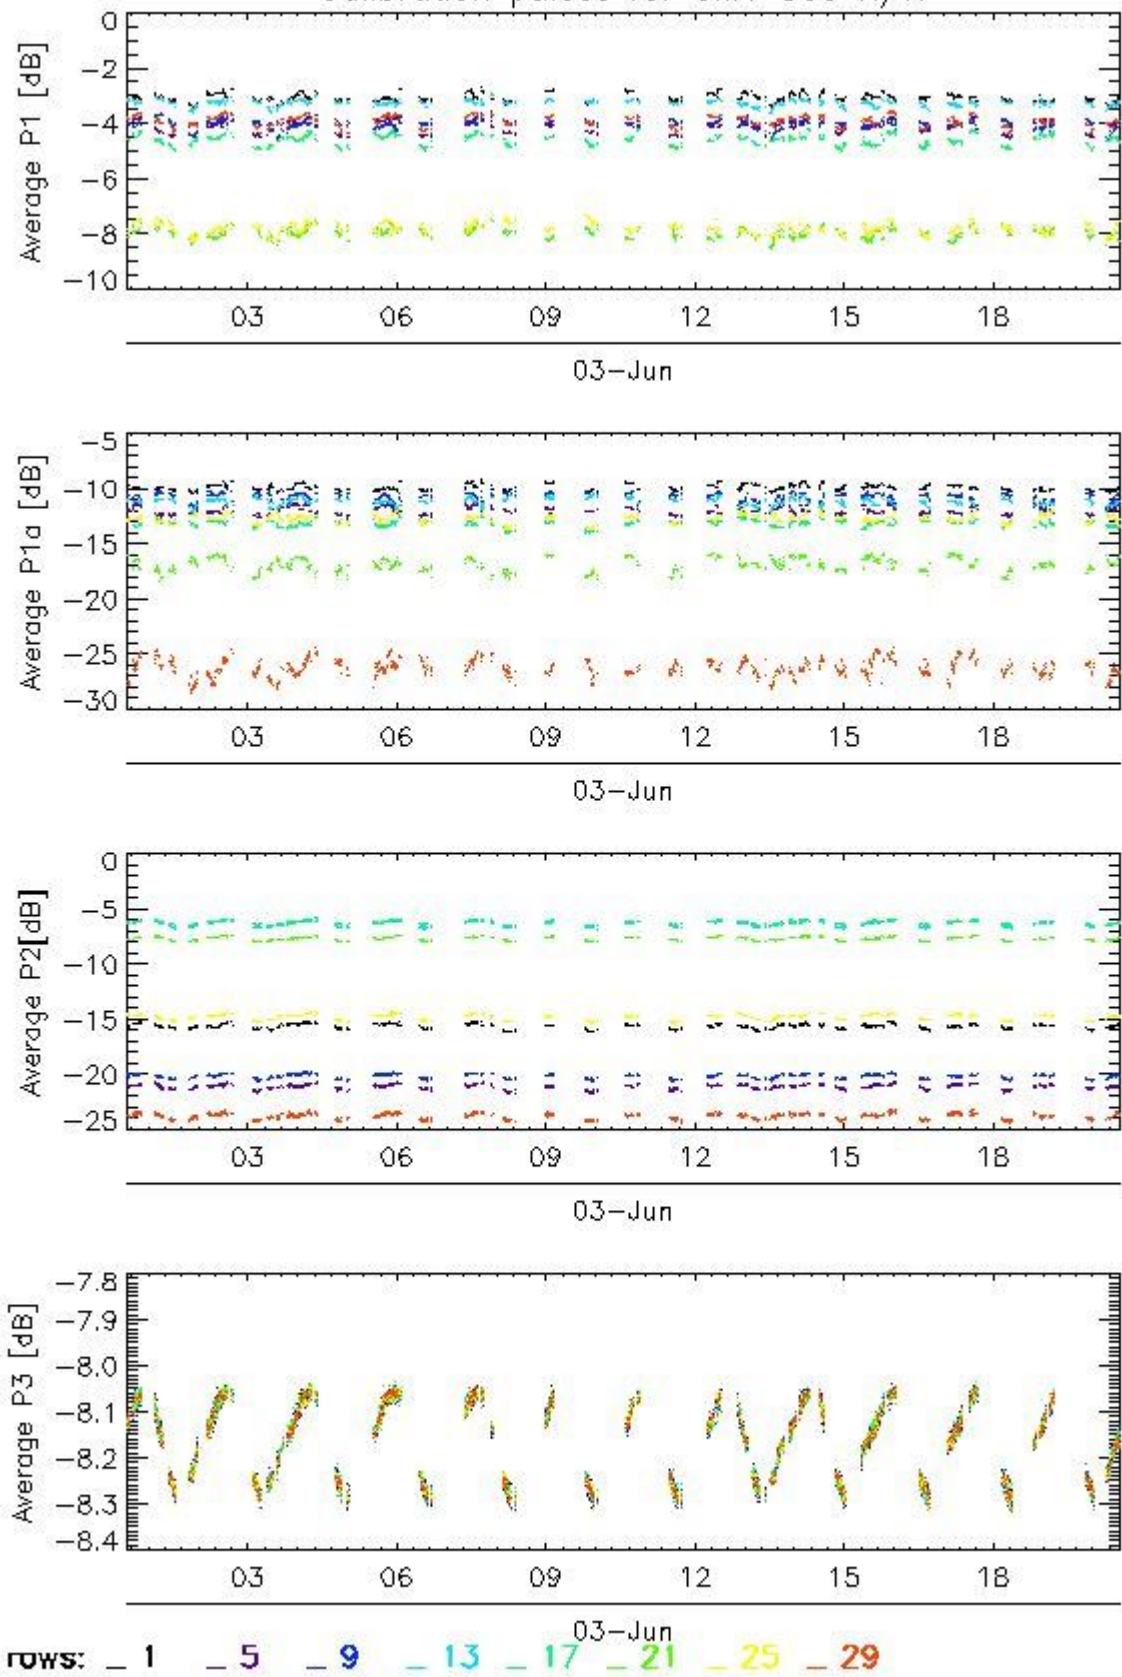 0
-2
-4
-6
-8
-10
Average P1 [dB]
03 06 09 12 15 18
03-Jun
-5
-10
-15
-20
-25
-30
Average P1a [dB]
03 06 09 12 15 18
03-Jun
0
-5
-10
-15
-20
-25
Average P2[dB]
03 06 09 12 15 18
03-Jun
-7.8
-7.9
-8.0
-8.1
-8.2
-8.3
-8.4
Average P3 [dB]
03 06 09 12 15 18
03-Jun
rows: _ 1 _ 5 _ 9 _ 13 _ 17 _ 21 _ 25 _ 29